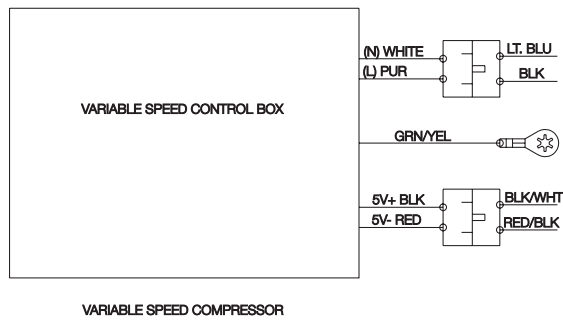 (N) WHITE
LT. BLU
(L) PUR
BLK
VARIABLE SPEED CONTROL BOX
GRN/YEL
5V+ BLK
BLK/WHT
5V- RED
RED/BLK
VARIABLE SPEED COMPRESSOR